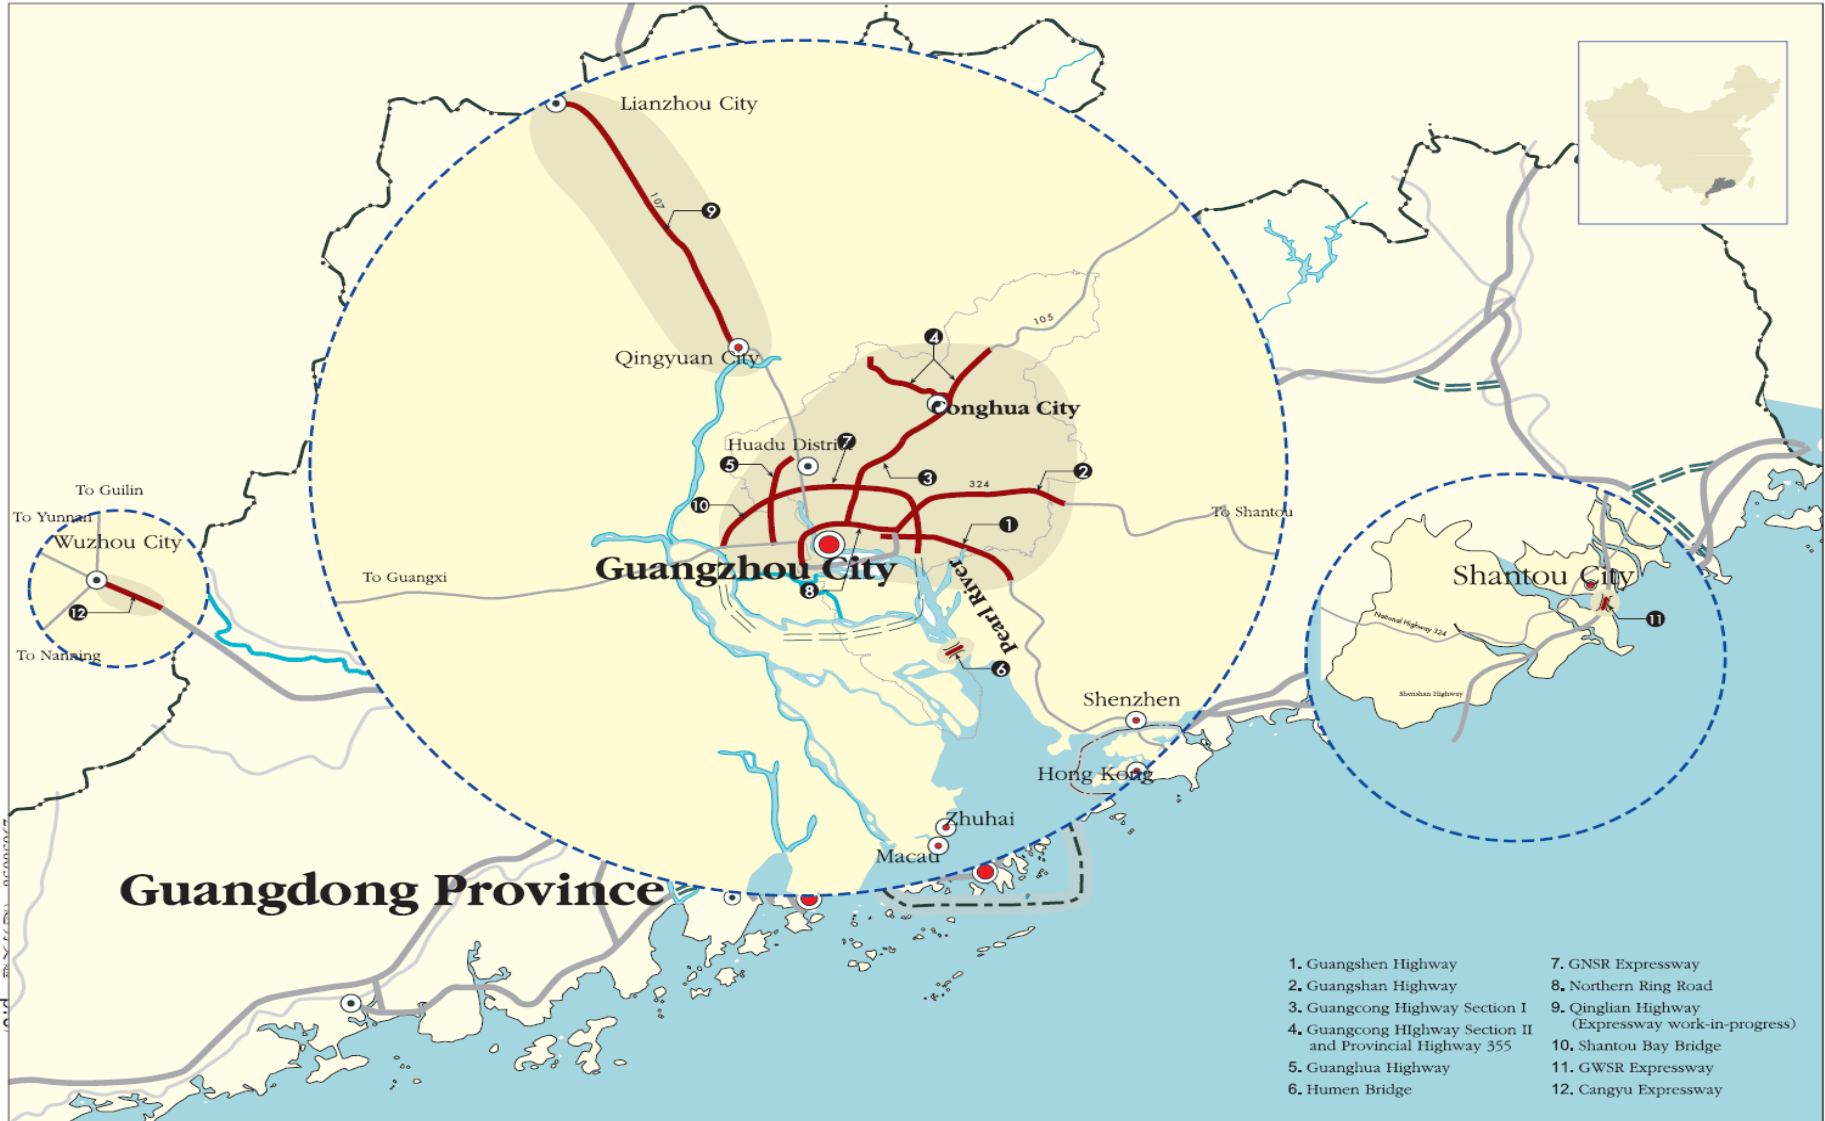 Lianzhou City
107
9
Qingyuan City
105
4
Conghua City
Huadu District
7
5
3
2
324
10
1
To Guilin
To Yunnan
Wuzhou City
12
To Nanning
To Guangxi
To Shantou
Guangzhou City
8
Pearl River
6
Shantou City
11
National Highway 324
Shenshan Highway
Shenzhen
Hong Kong
Zhuhai
Macau
Guangdong Province
1. Guangshen Highway
2. Guangshan Highway
3. Guangcong Highway Section I
4. Guangcong HIghway Section II
and Provincial Highway 355
5. Guanghua Highway
6. Humen Bridge
7. GNSR Expressway
8. Northern Ring Road
9. Qinglian Highway
(Expressway work-in-progress)
10. Shantou Bay Bridge
11. GWSR Expressway
12. Cangyu Expressway